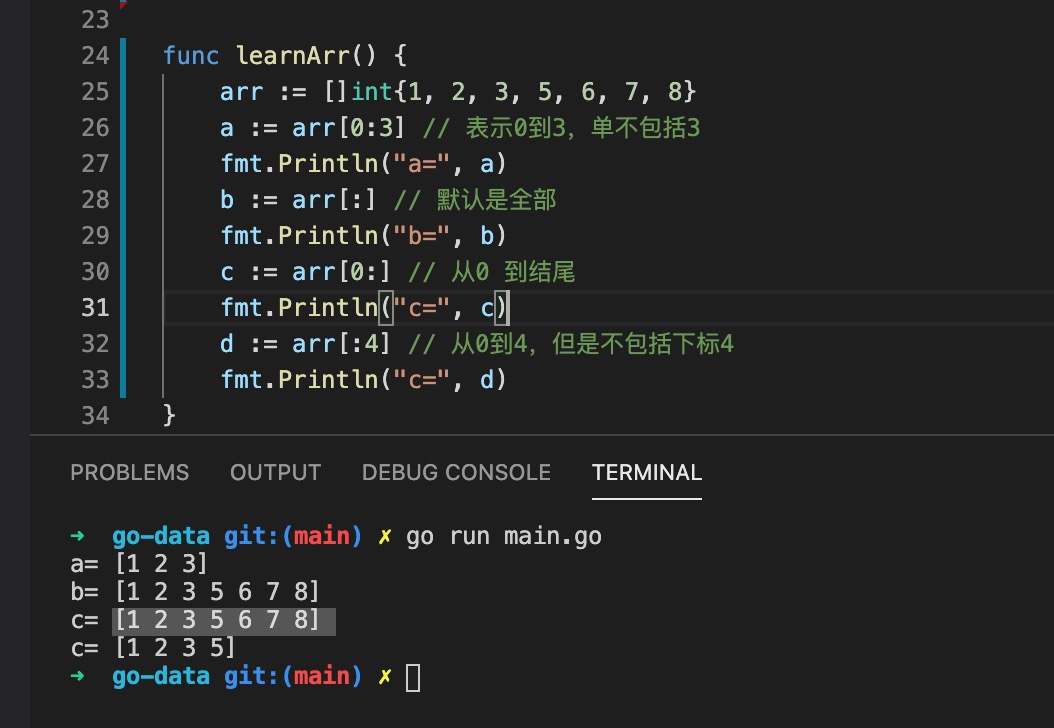 23
24 func learnArr() {
25 arr := []int{1, 2, 3, 5, 6, 7, 8}
26 a := arr[0:3] // 表示0到3，单不包括3
27 fmt.Println("a=", a)
28 b := arr[:] // 默认是全部
29 fmt.Println("b=", b)
30 c := arr[0:] // 从0 到结尾
31 fmt.Println("c=", c)
32 d := arr[:4] // 从0到4，但是不包括下标4
33 fmt.Println("c=", d)
34 }
PROBLEMS OUTPUT DEBUG CONSOLE TERMINAL
➜ go-data git:(main) ✗ go run main.go
a= [1 2 3]
b= [1 2 3 5 6 7 8]
c= [1 2 3 5 6 7 8]
c= [1 2 3 5]
➜ go-data git:(main) ✗